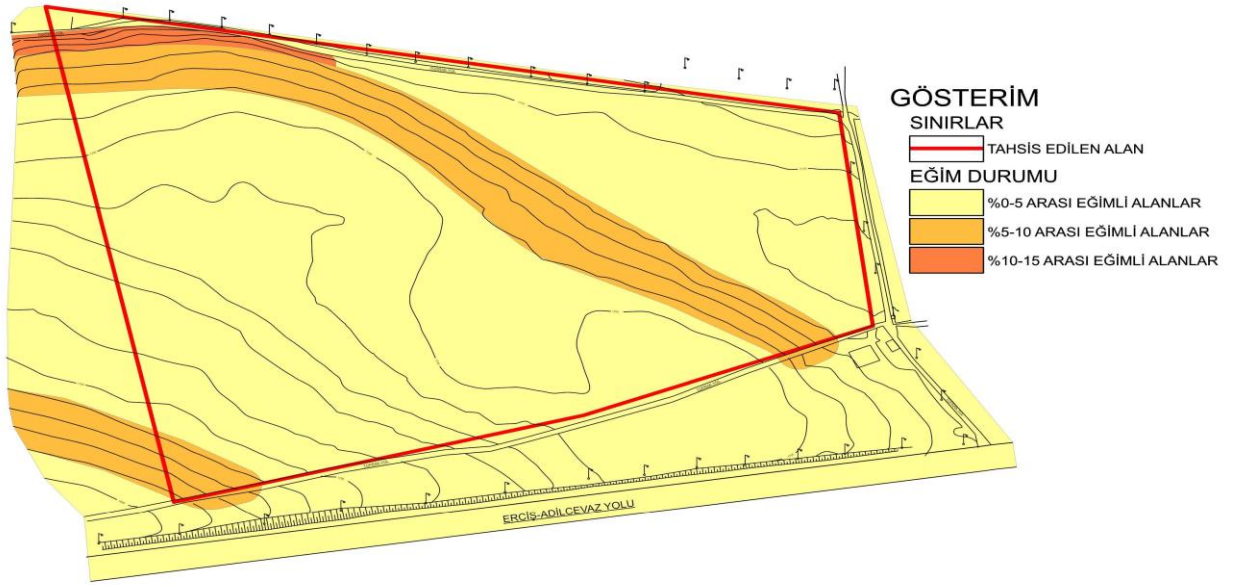 GÖSTERİM
SINIRLAR
TAHSİS EDİLEN ALAN
EĞİM DURUMU
%0-5 ARASI EĞİMLİ ALANLAR
%5-10 ARASI EĞİMLİ ALANLAR
%10-15 ARASI EĞİMLİ ALANLAR
ERCİŞ-ADİLCEVAZ YOLU